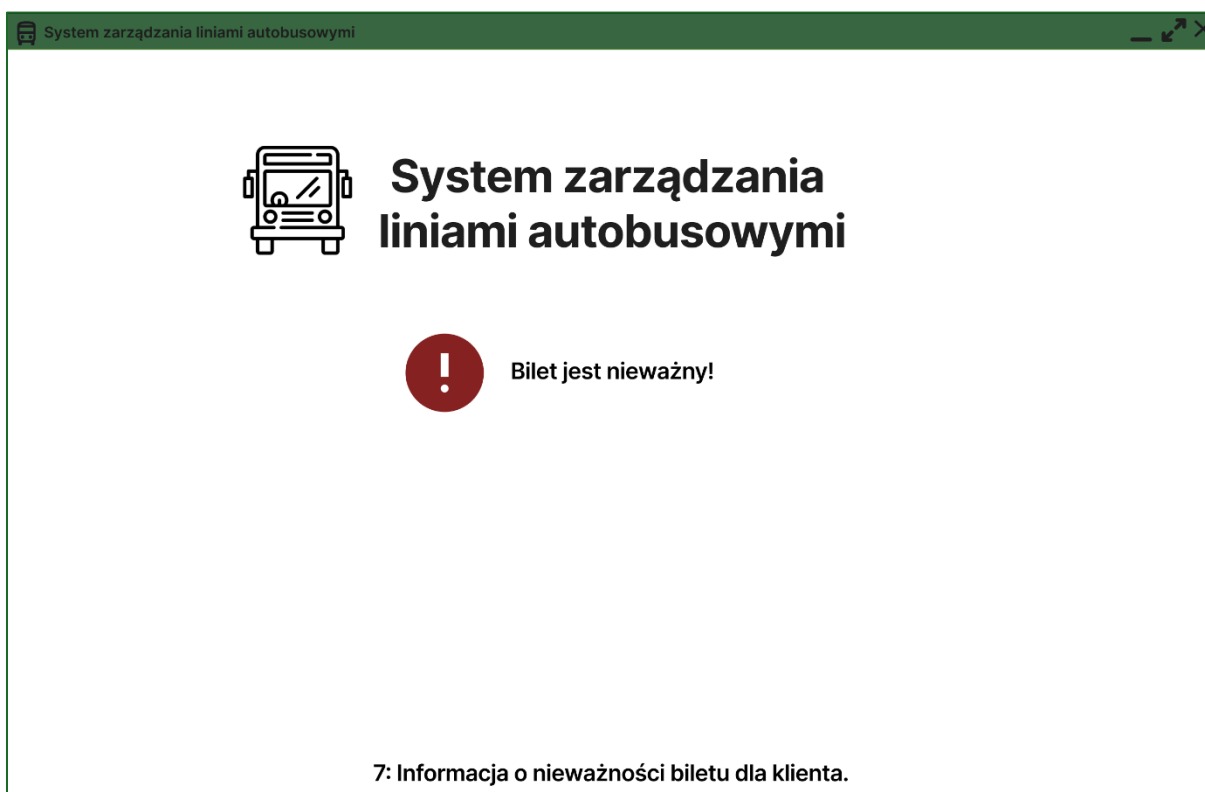 System zarządzania liniami autobusowymi
System zarządzania
liniami autobusowymi
Bilet jest nieważny!
7: Informacja o nieważności biletu dla klienta.